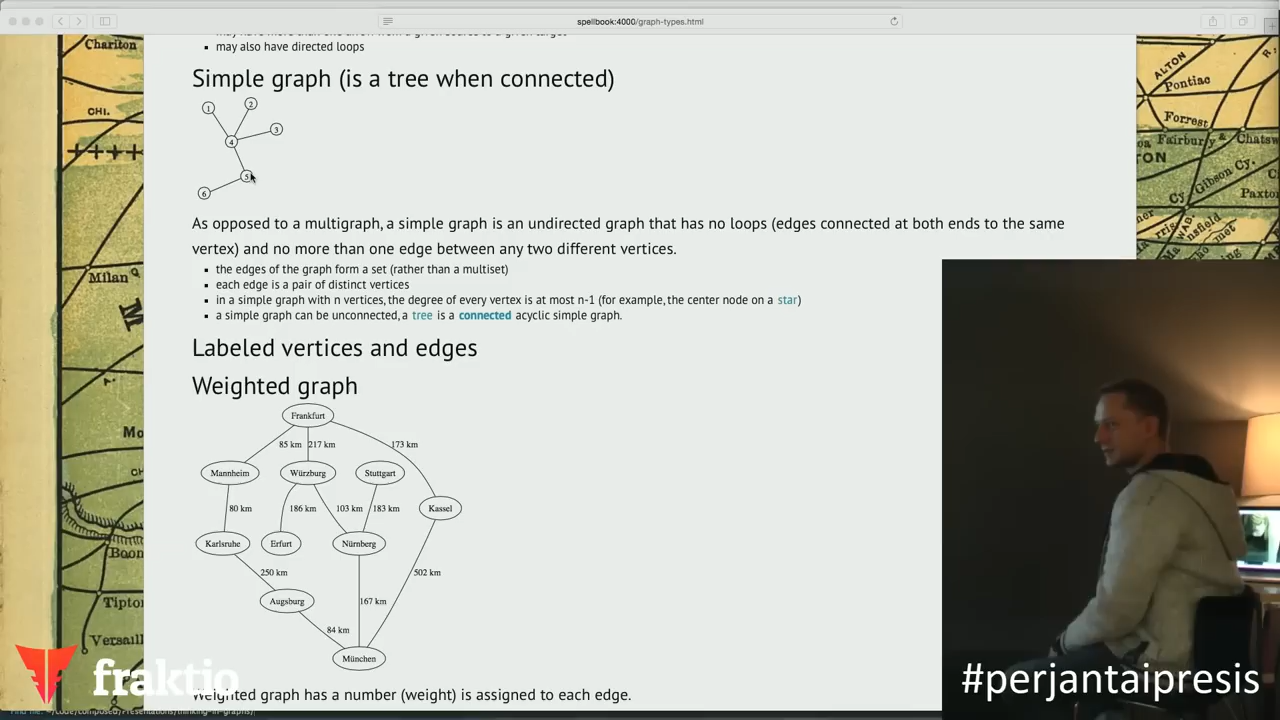 spellbook:4000/graph-types.html
may also have directed loops
Simple graph (is a tree when connected)
1
2
3
4
5
6
As opposed to a multigraph, a simple graph is an undirected graph that has no loops (edges connected at both ends to the same
vertex) and no more than one edge between any two different vertices.
the edges of the graph form a set (rather than a multiset)
each edge is a pair of distinct vertices
in a simple graph with n vertices, the degree of every vertex is at most n-1 (for example, the center node on a star)
a simple graph can be unconnected, a tree is a connected acyclic simple graph.
Labeled vertices and edges
Weighted graph
Frankfurt
85 km 217 km 173 km
Mannheim Würzburg Stuttgart
80 km 186 km 103 km 183 km Kassel
Karlsruhe Erfurt Nürnberg
250 km 502 km
Augsburg 167 km
84 km
München
Weighted graph has a number (weight) is assigned to each edge.
Chariton
CHI.
Milan
Boon
Tipto
Versaill
ALTON
Pontiac
Forrest
Fairbury & Chatsw
TON
Gibson Cy.
Paxto
fraktio
#perjantaipresis